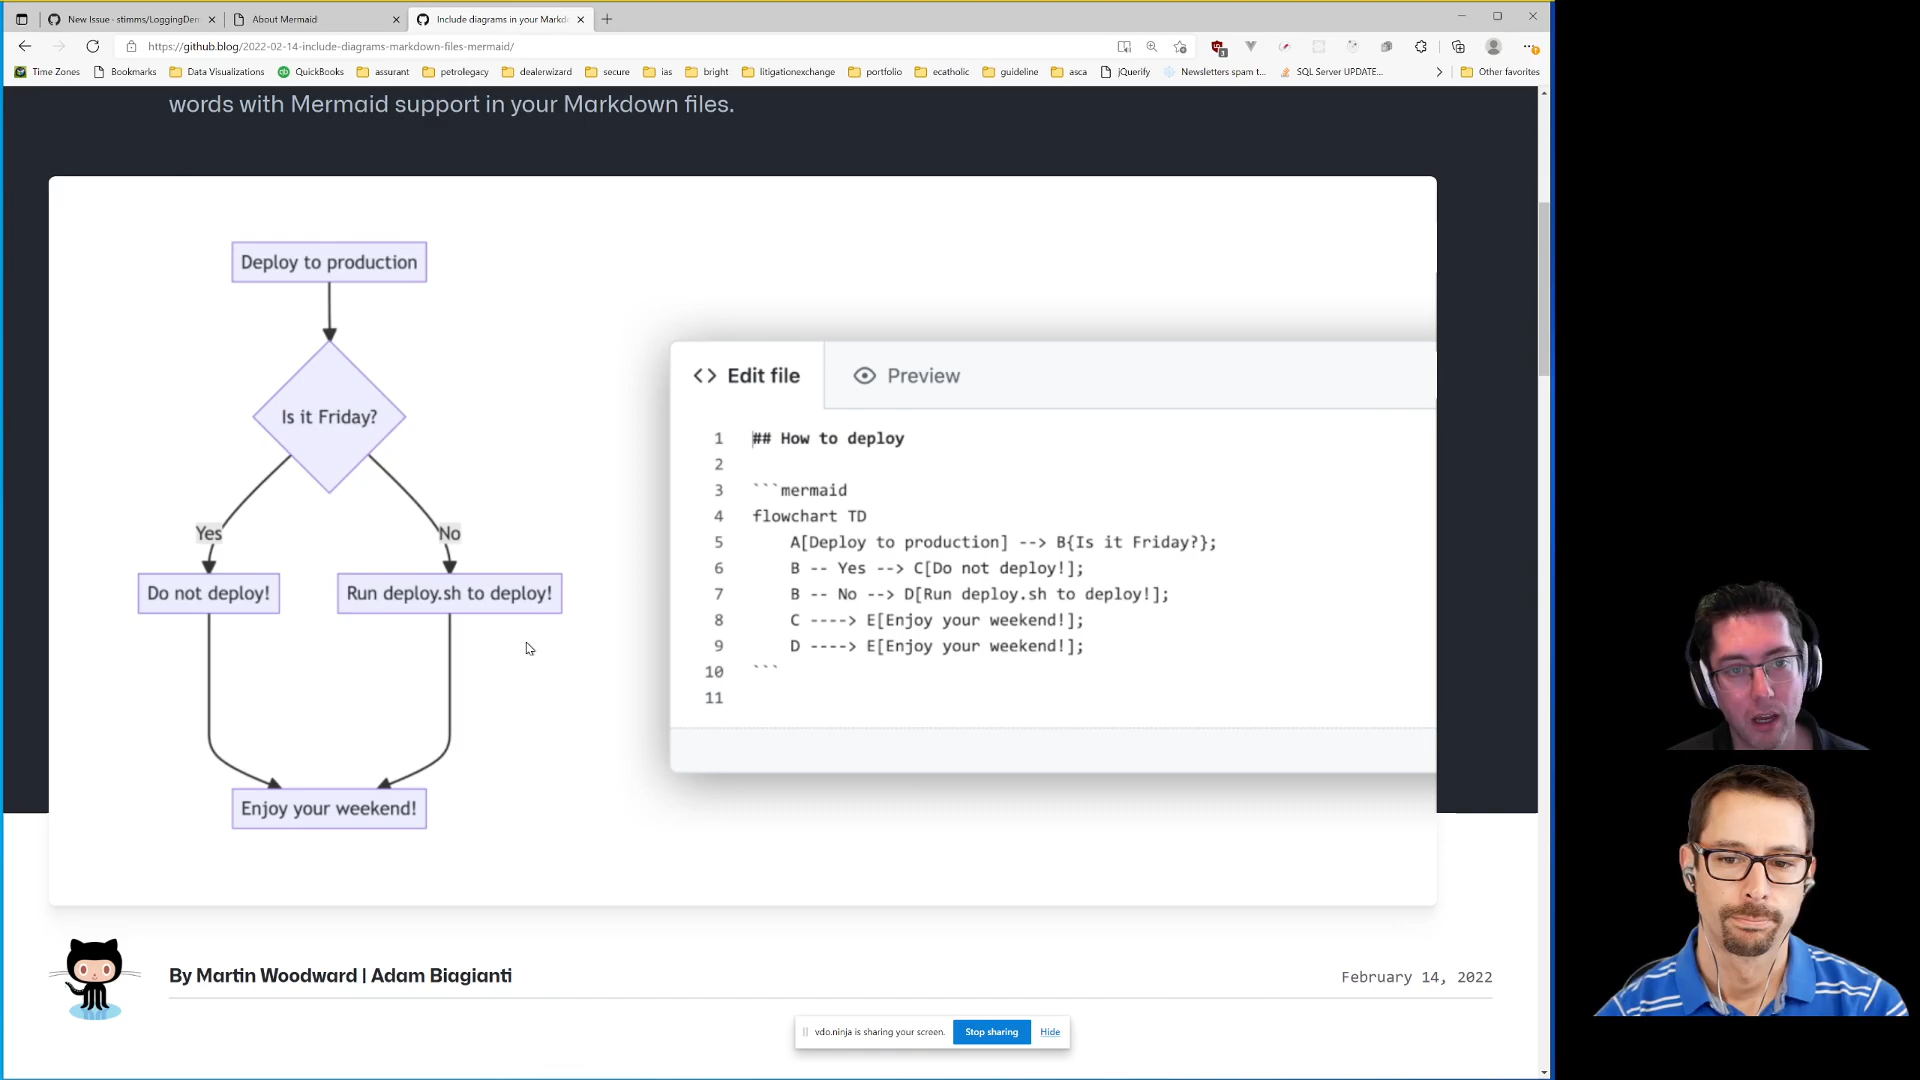 New Issue · stimms/LoggingDem
About Mermaid
Include diagrams in your Markdo
https://github.blog/2022-02-14-include-diagrams-markdown-files-mermaid/
Time Zones
Bookmarks
Data Visualizations
QuickBooks
assurant
petrolegacy
dealerwizard
secure
ias
bright
litigationexchange
portfolio
ecatholic
guideline
asca
jQuerify
Newsletters spam t...
SQL Server UPDATE...
Other favorites
words with Mermaid support in your Markdown files.
Deploy to production
Is it Friday?
Yes
No
Do not deploy!
Run deploy.sh to deploy!
Enjoy your weekend!
<> Edit file
Preview
1 ## How to deploy
2
3 ```mermaid
4 flowchart TD
5 A[Deploy to production] --> B{Is it Friday?};
6 B -- Yes --> C[Do not deploy!];
7 B -- No --> D[Run deploy.sh to deploy!];
8 C ----> E[Enjoy your weekend!];
9 D ----> E[Enjoy your weekend!];
10 ```
11
By Martin Woodward | Adam Biagianti
February 14, 2022
vdo.ninja is sharing your screen.
Stop sharing
Hide